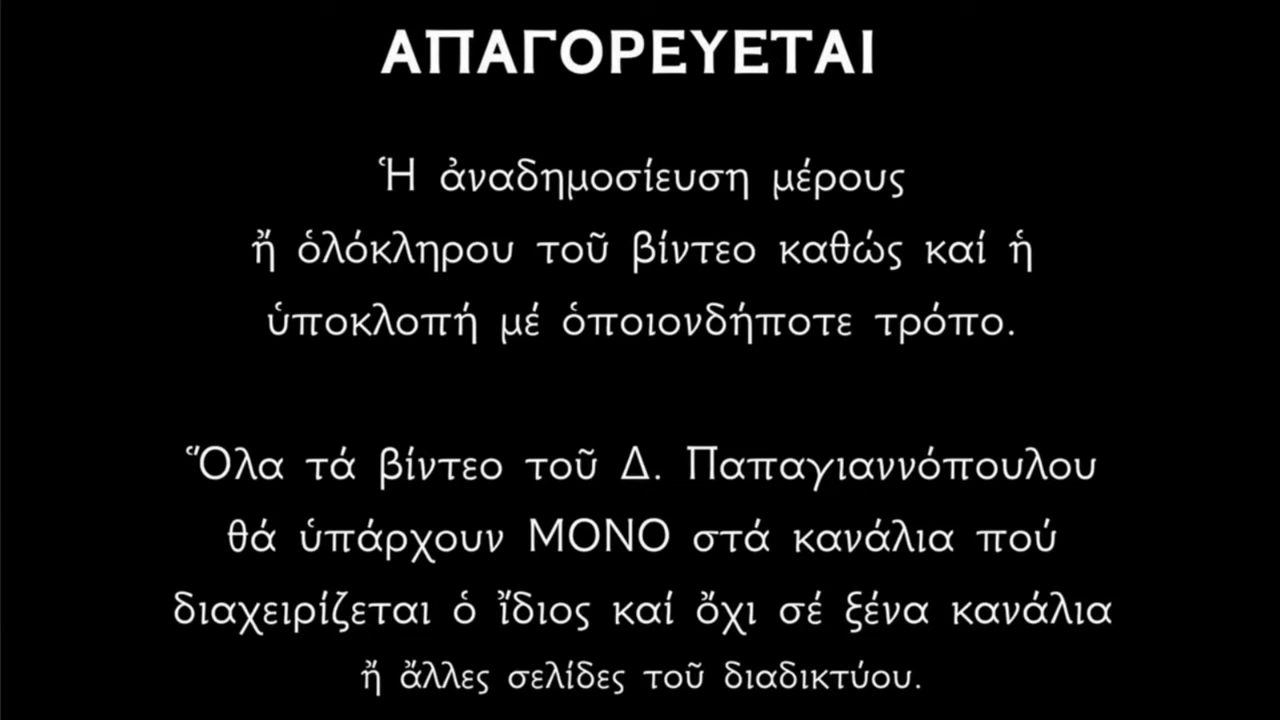 ΑΠΑΓΟΡΕΥΕΤΑΙ
Ἡ ἀναδημοσίευση μέρους
ἤ ὁλόκληρου τοῦ βίντεο καθώς καί ἡ
ὑποκλοπή μέ ὁποιονδήποτε τρόπο.
Ὅλα τά βίντεο τοῦ Δ. Παπαγιαννόπουλου
θά ὑπάρχουν ΜΟΝΟ στά κανάλια πού
διαχειρίζεται ὁ ἴδιος καί ὄχι σέ ξένα κανάλια
ἤ ἄλλες σελίδες τοῦ διαδικτύου.